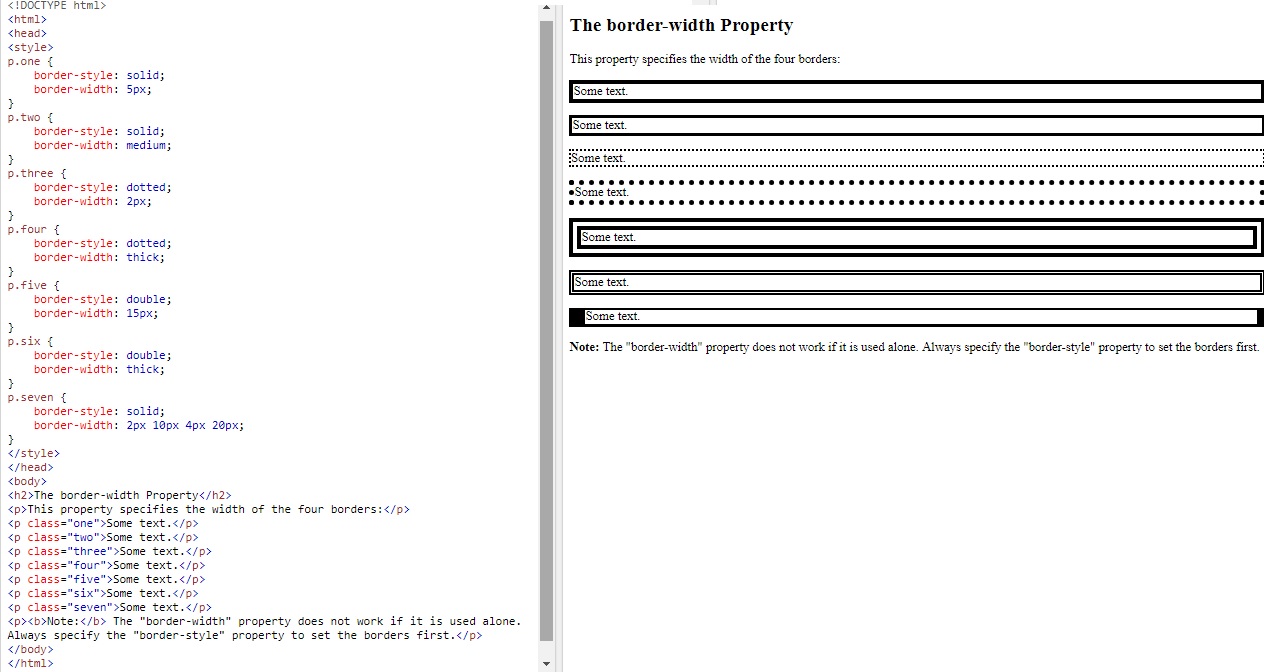 <!DOCTYPE html>
<html>
<head>
<style>
p.one {
    border-style: solid;
    border-width: 5px;
}
p.two {
    border-style: solid;
    border-width: medium;
}
p.three {
    border-style: dotted;
    border-width: 2px;
}
p.four {
    border-style: dotted;
    border-width: thick;
}
p.five {
    border-style: double;
    border-width: 15px;
}
p.six {
    border-style: double;
    border-width: thick;
}
p.seven {
    border-style: solid;
    border-width: 2px 10px 4px 20px;
}
</style>
</head>
<body>
<h2>The border-width Property</h2>
<p>This property specifies the width of the four borders:</p>
<p class="one">Some text.</p>
<p class="two">Some text.</p>
<p class="three">Some text.</p>
<p class="four">Some text.</p>
<p class="five">Some text.</p>
<p class="six">Some text.</p>
<p class="seven">Some text.</p>
<p><b>Note:</b> The "border-width" property does not work if it is used alone.
Always specify the "border-style" property to set the borders first.</p>
</body>
</html>
The border-width Property
This property specifies the width of the four borders:
Some text.
Some text.
Some text.
Some text.
Some text.
Some text.
Some text.
Note: The "border-width" property does not work if it is used alone. Always specify the "border-style" property to set the borders first.